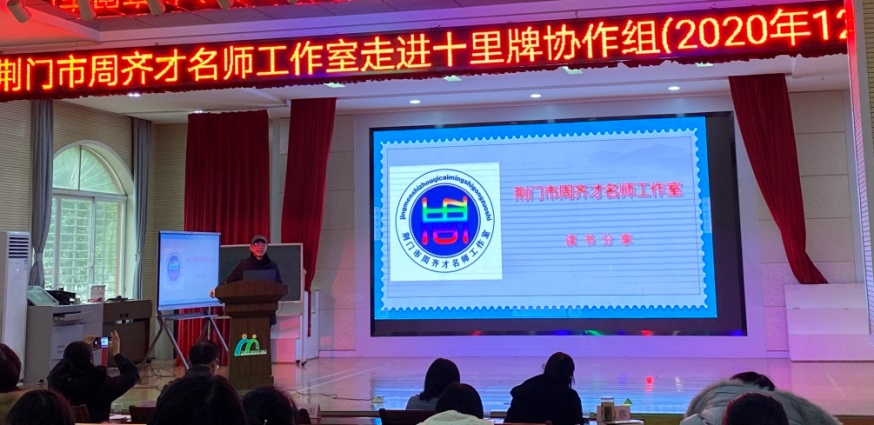 荆门市周齐才名师工作室走进十里牌协作组(2020年12
jingmenshizhouqicaimingshigongzuoshi
荆门市周齐才名师工作室
荆门市周齐才名师工作室
读书分享